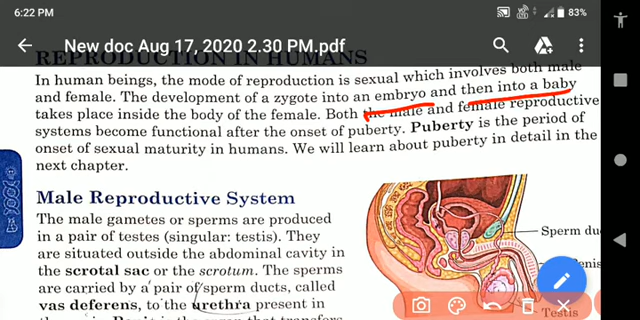 6:22 PM
83%
New doc Aug 17, 2020 2.30 PM.pdf
REPRODUCTION IN HUMANS
In human beings, the mode of reproduction is sexual which involves both male
and female. The development of a zygote into an embryo and then into a baby
takes place inside the body of the female. Both the male and female reproductive
systems become functional after the onset of puberty. Puberty is the period of
onset of sexual maturity in humans. We will learn about puberty in detail in the
next chapter.
Male Reproductive System
The male gametes or sperms are produced
in a pair of testes (singular: testis). They
are situated outside the abdominal cavity in
the scrotal sac or the scrotum. The sperms
are carried by a pair of sperm ducts, called
vas deferens, to the urethra present in
Sperm du
enis
Testis